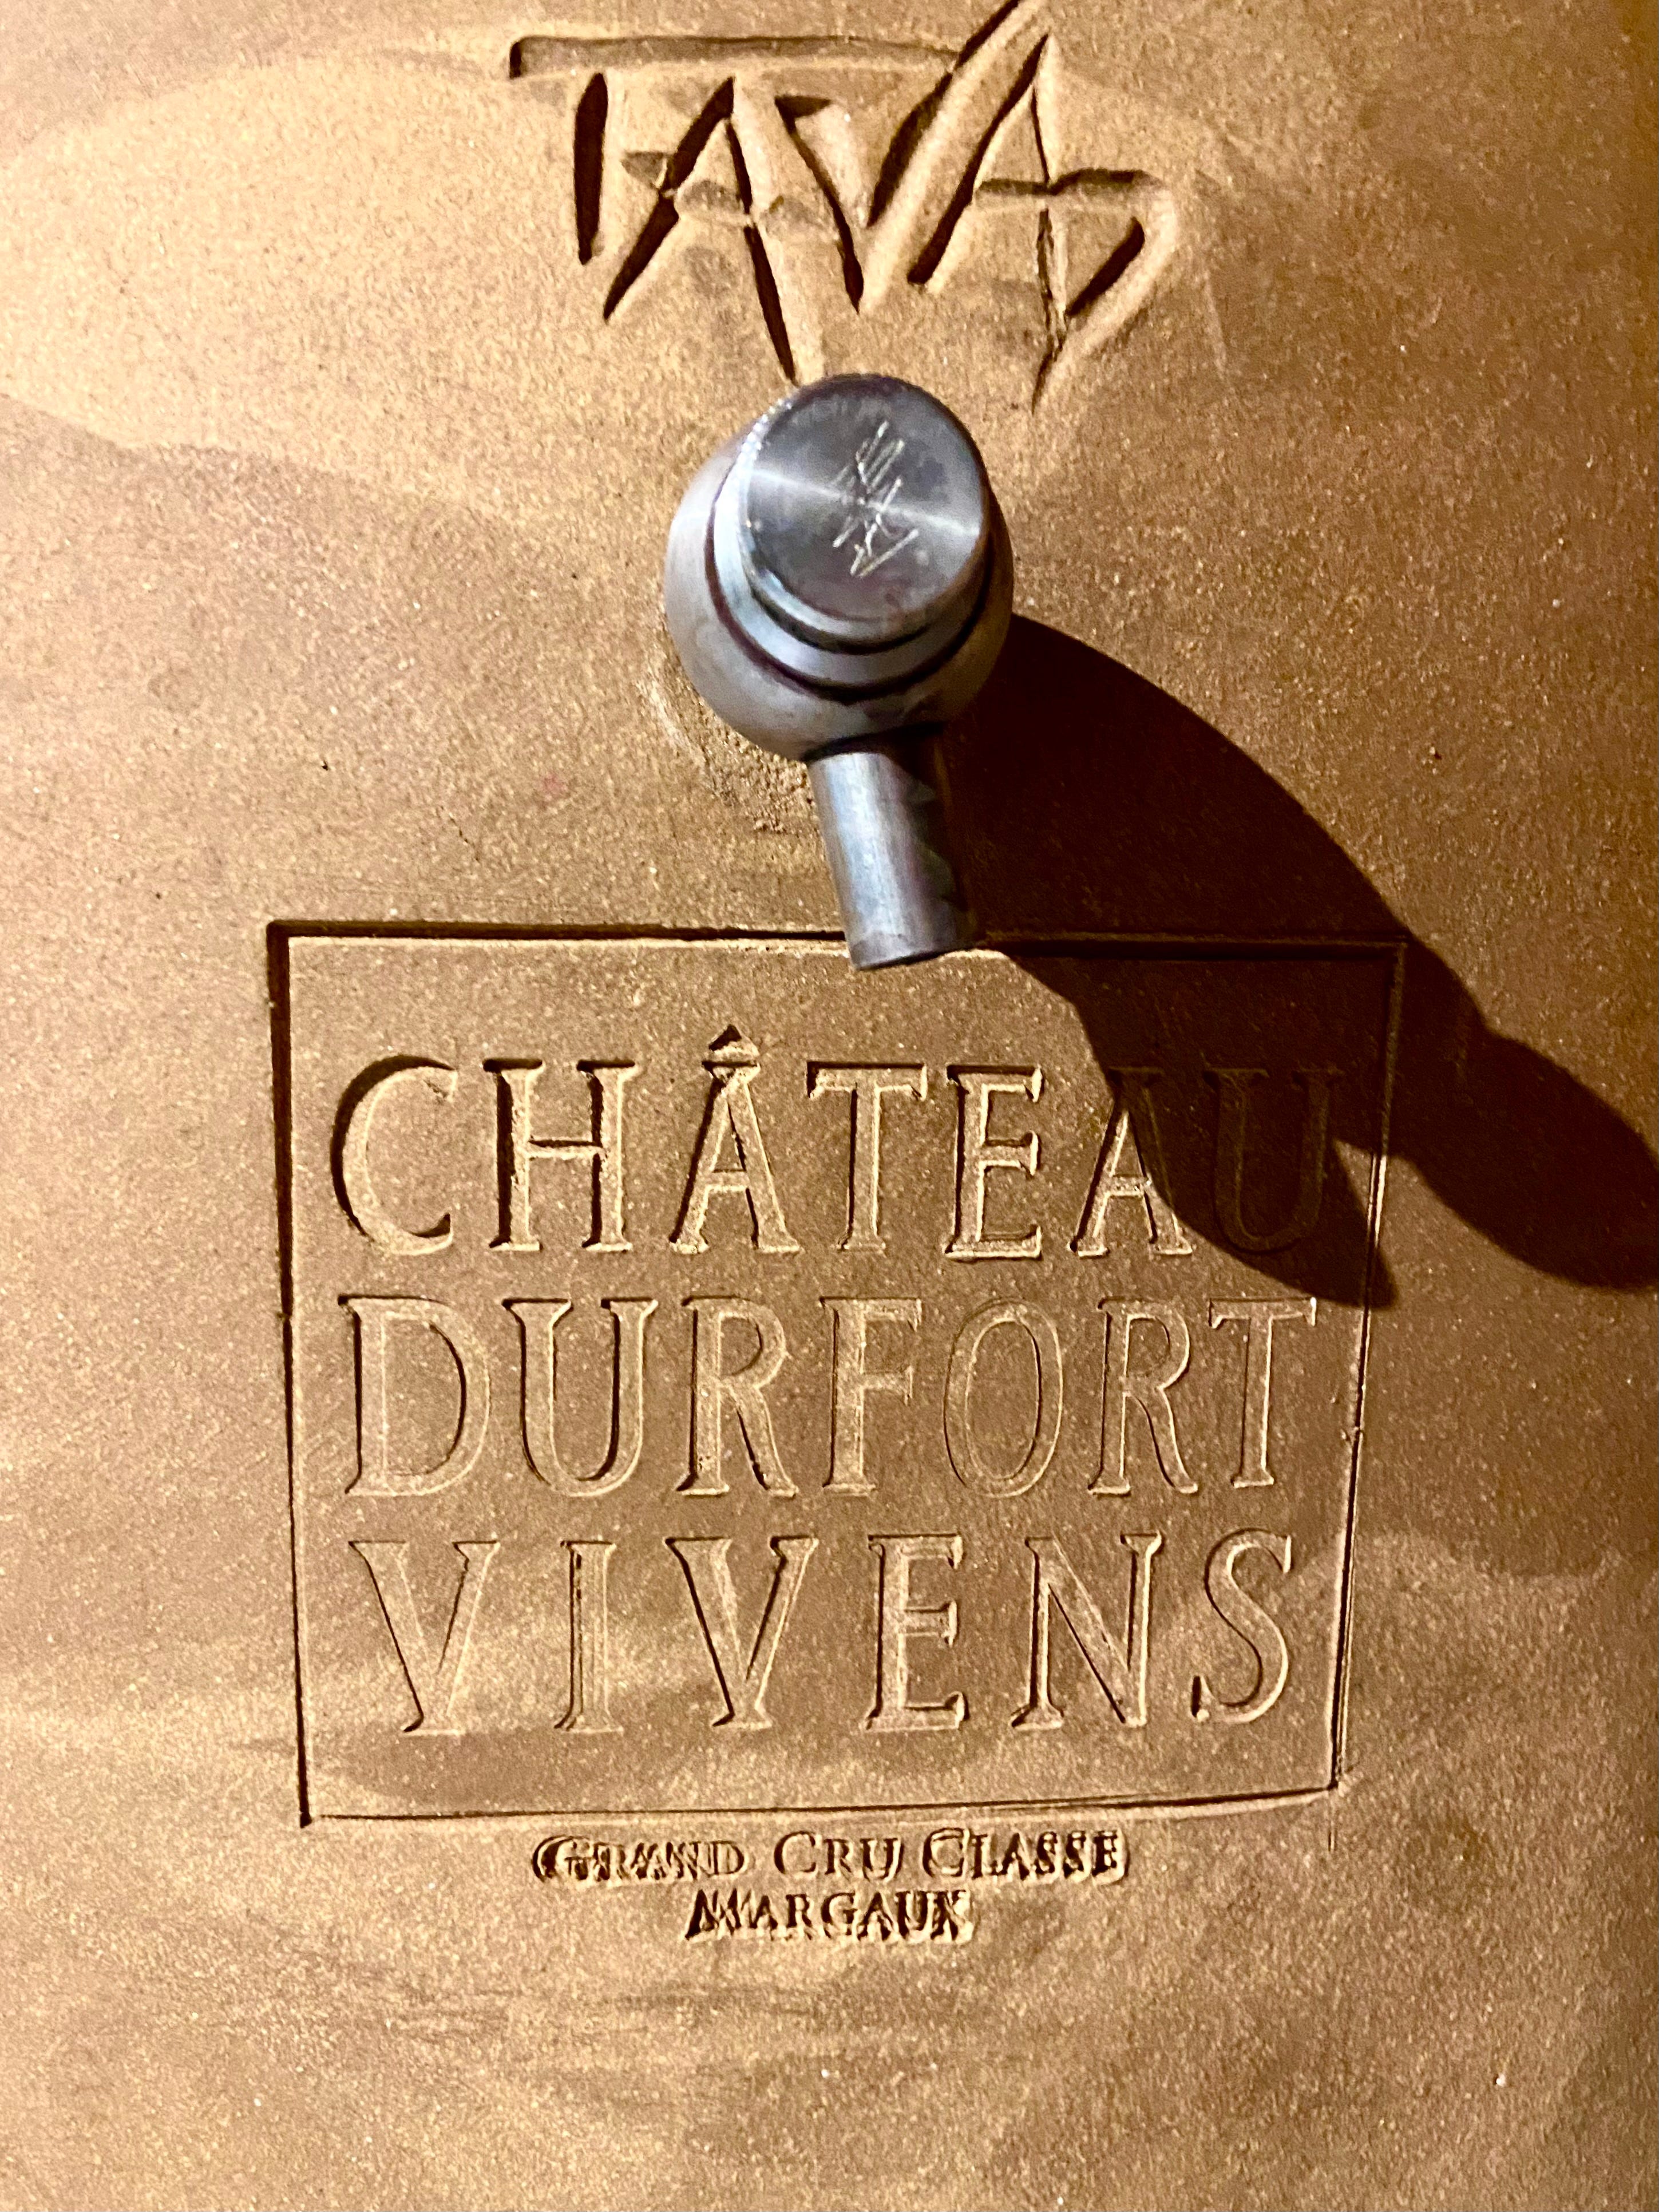 TAVA
CHÂTEAU
DURFORT
VIVENS
GRAND CRU CLASSE
MARGAUX